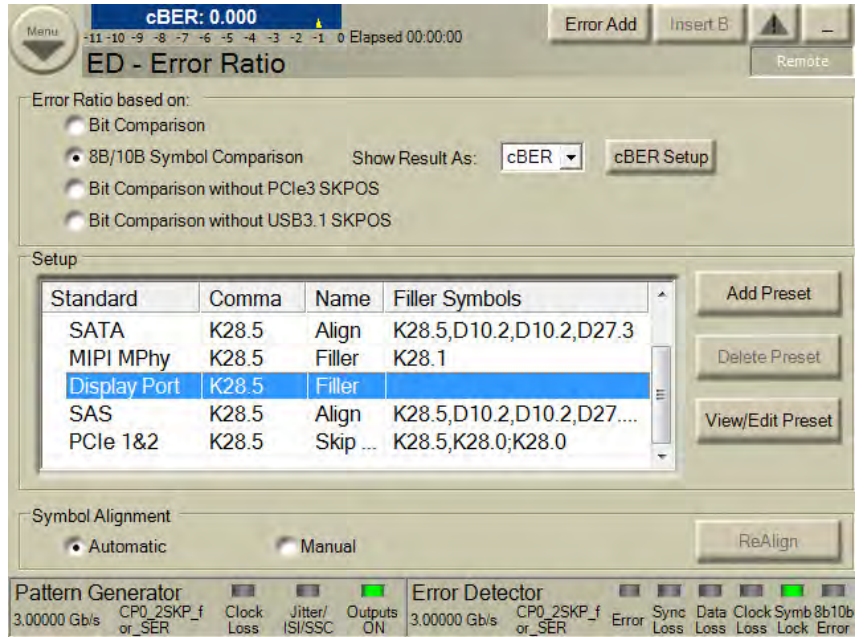 Menu
cBER: 0.000
-11 -10 -9 -8 -7 -6 -5 -4 -3 -2 -1 0 Elapsed 00:00:00
Error Add
Insert B
_
ED - Error Ratio
Remote
Error Ratio based on:
Bit Comparison
8B/10B Symbol Comparison
Show Result As:
cBER
cBER Setup
Bit Comparison without PCIe3 SKPOS
Bit Comparison without USB3.1 SKPOS
Setup
Standard Comma Name Filler Symbols
SATA K28.5 Align K28.5,D10.2,D10.2,D27.3
MIPI MPhy K28.5 Filler K28.1
Display Port K28.5 Filler
SAS K28.5 Align K28.5,D10.2,D10.2,D27....
PCIe 1&2 K28.5 Skip ... K28.5,K28.0;K28.0
Add Preset
Delete Preset
View/Edit Preset
Symbol Alignment
Automatic
Manual
ReAlign
Pattern Generator
3.00000 Gb/s
CP0_2SKP_f
or_SER
Clock
Loss
Jitter/
ISI/SSC
Outputs
ON
Error Detector
3.00000 Gb/s
CP0_2SKP_f
or_SER
Error
Sync
Loss
Data
Loss
Clock
Loss
Symb
Lock
8b10b
Error